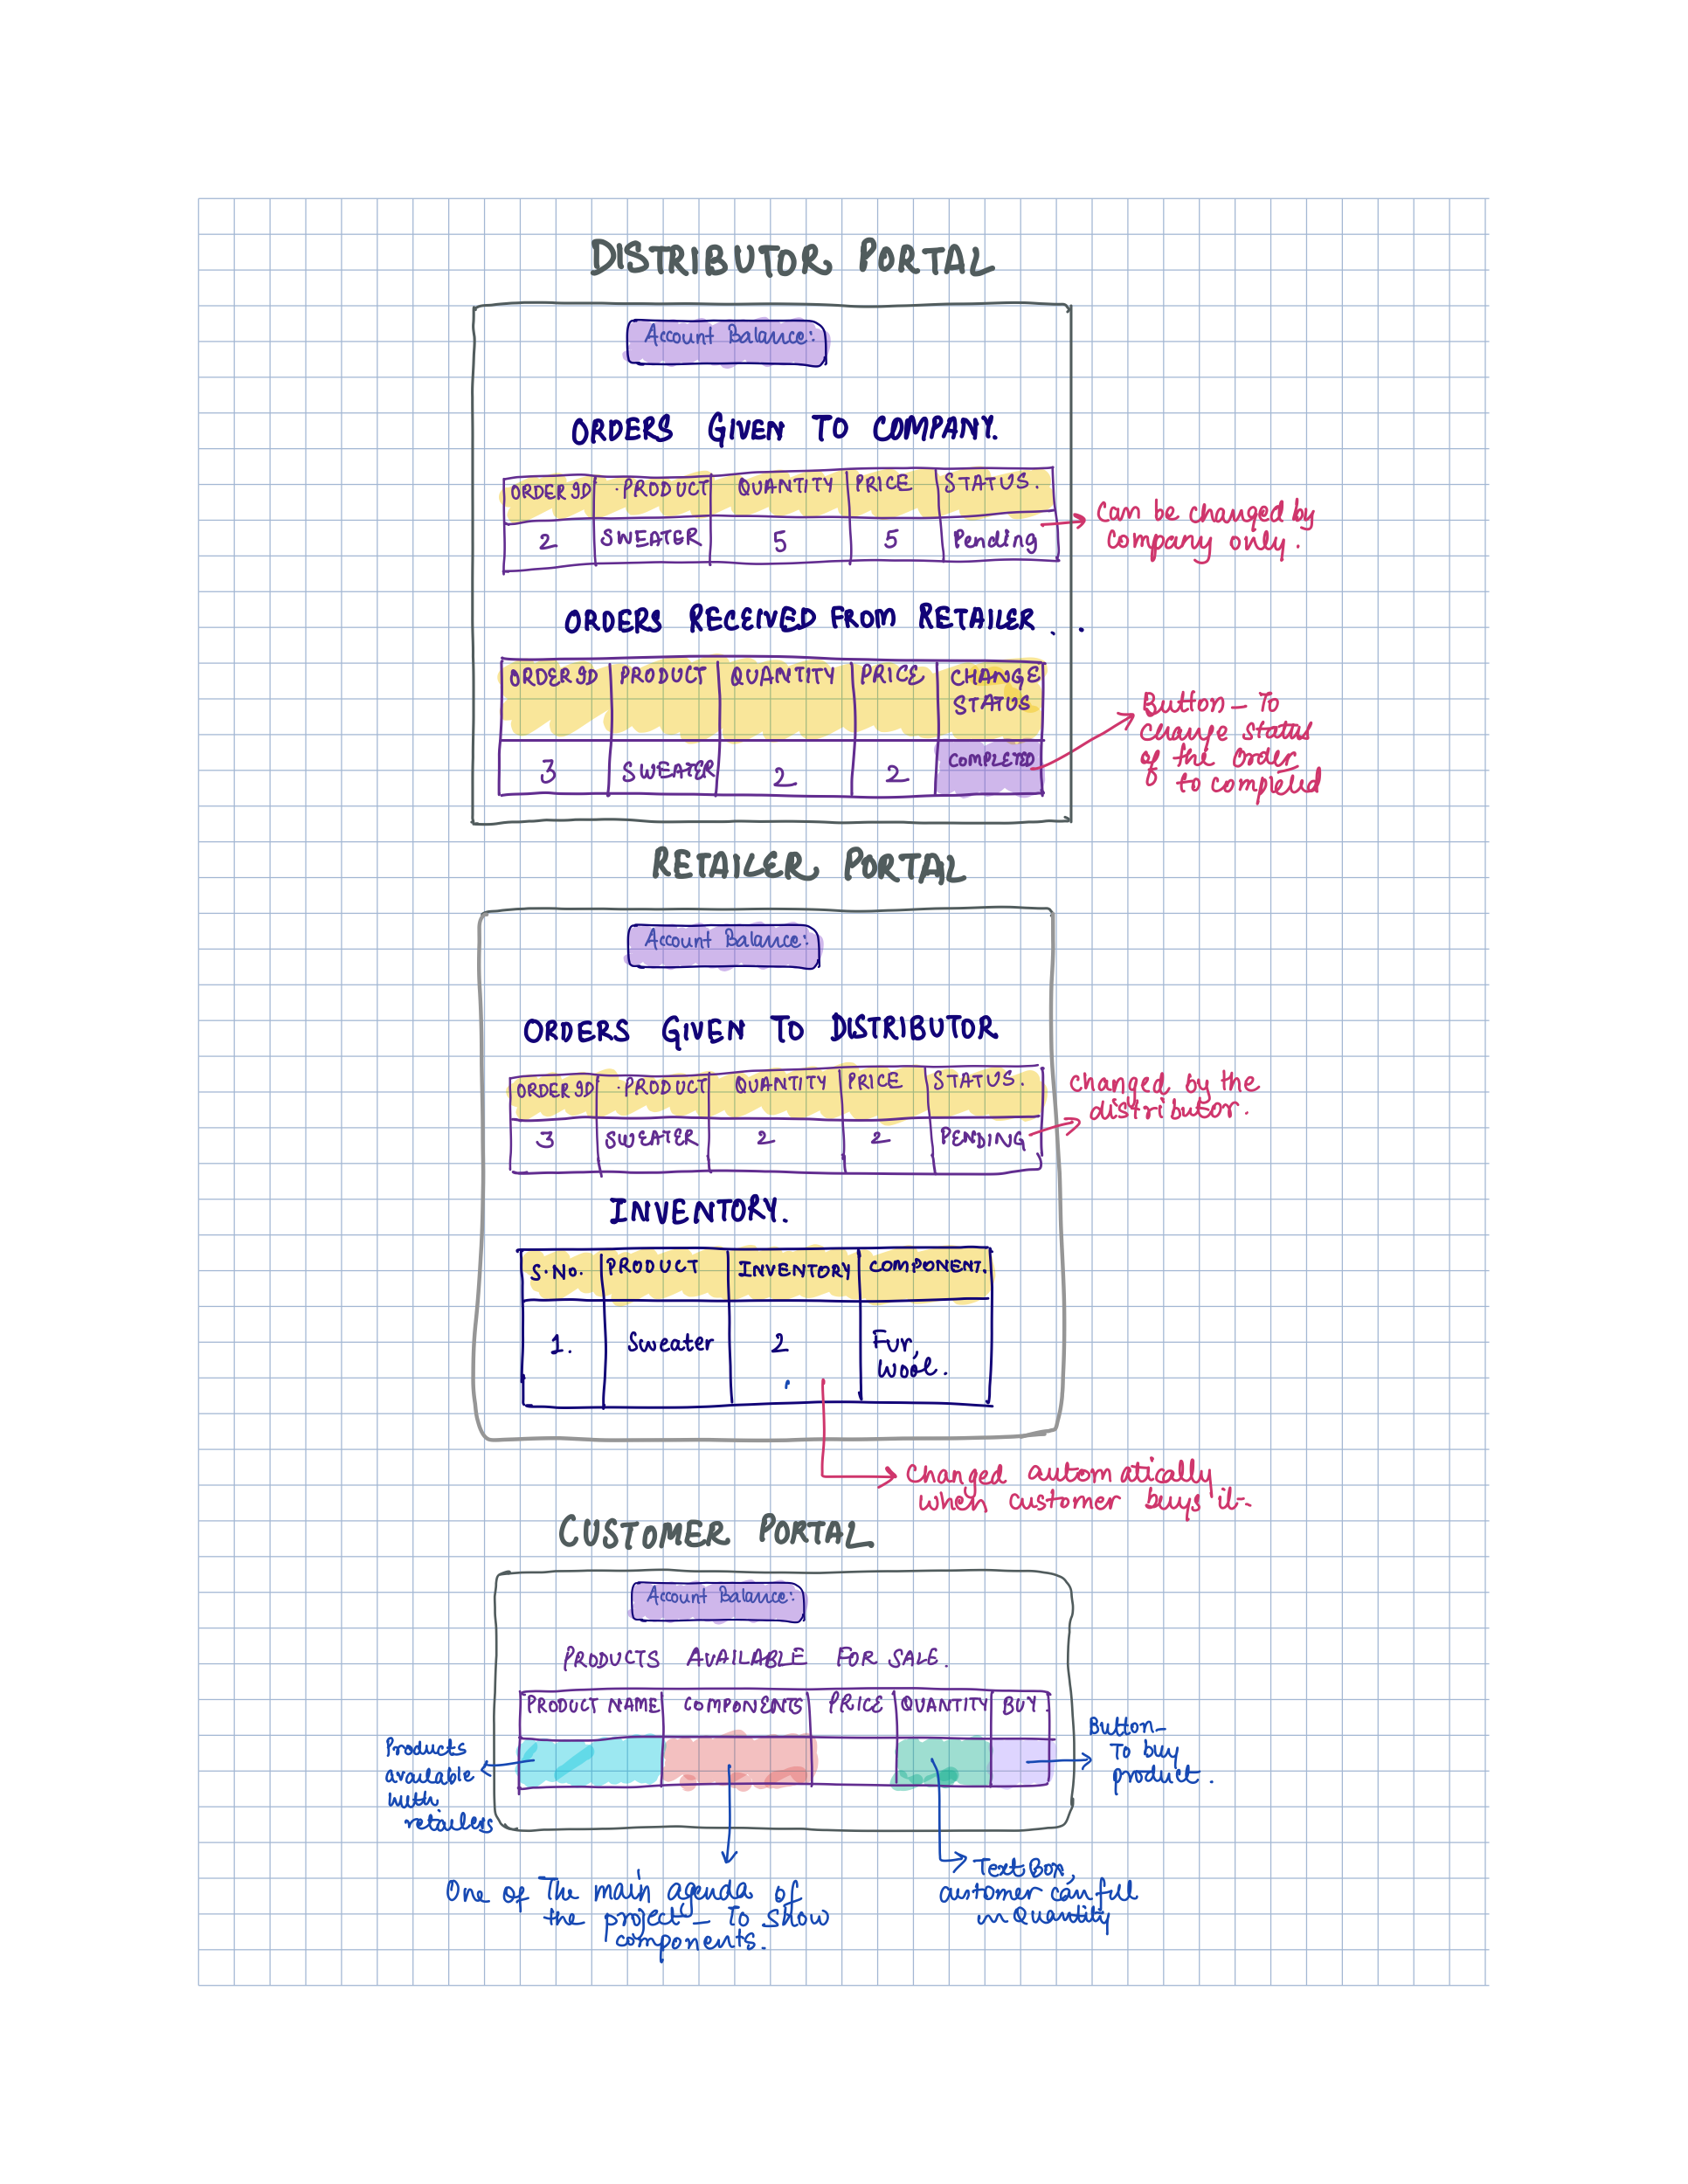 DISTRIBUTOR PORTAL
Account Balance:
ORDERS GIVEN TO COMPANY.
ORDER ID PRODUCT QUANTITY PRICE STATUS.
2 SWEATER 5 5 Pending
Can be changed by
company only.
ORDERS RECEIVED FROM RETAILER . .
ORDER ID PRODUCT QUANTITY PRICE CHANGE
STATUS
3 SWEATER 2 2 COMPLETED
Button - To
change status
of the Order
to completed
RETAILER PORTAL
Account Balance:
ORDERS GIVEN TO DISTRIBUTOR
ORDER ID PRODUCT QUANTITY PRICE STATUS.
3 SWEATER 2 2 PENDING
changed by the
distributor.
INVENTORY.
S.No. PRODUCT INVENTORY COMPONENT.
1. Sweater 2 Fur,
Wool.
Changed automatically
when customer buys it.
CUSTOMER PORTAL
Account Balance:
PRODUCTS AVAILABLE FOR SALE.
PRODUCT NAME COMPONENTS PRICE QUANTITY BUY.
Products
available
with
retailers
Button -
To buy
product.
One of The main agenda of
the project - To show
components.
Text Box,
customer can fill
in Quantity